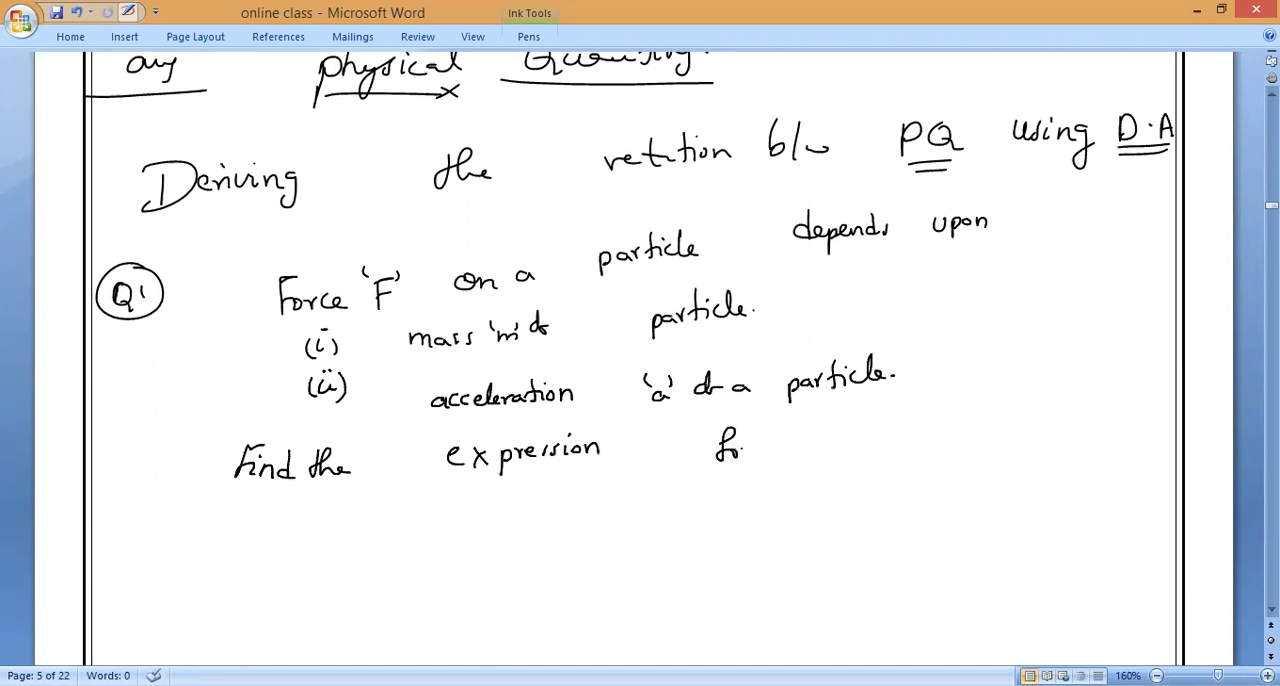 online class - Microsoft Word
Ink Tools
Home Insert Page Layout References Mailings Review View Pens
any physical Quantity.
Deriving the relation b/w PQ using D.A
Q1 Force 'F' on a particle depends upon
(i) mass 'm' of particle.
(ii) acceleration 'a' of a particle.
Find the expression fo
Page: 5 of 22 Words: 0 160%